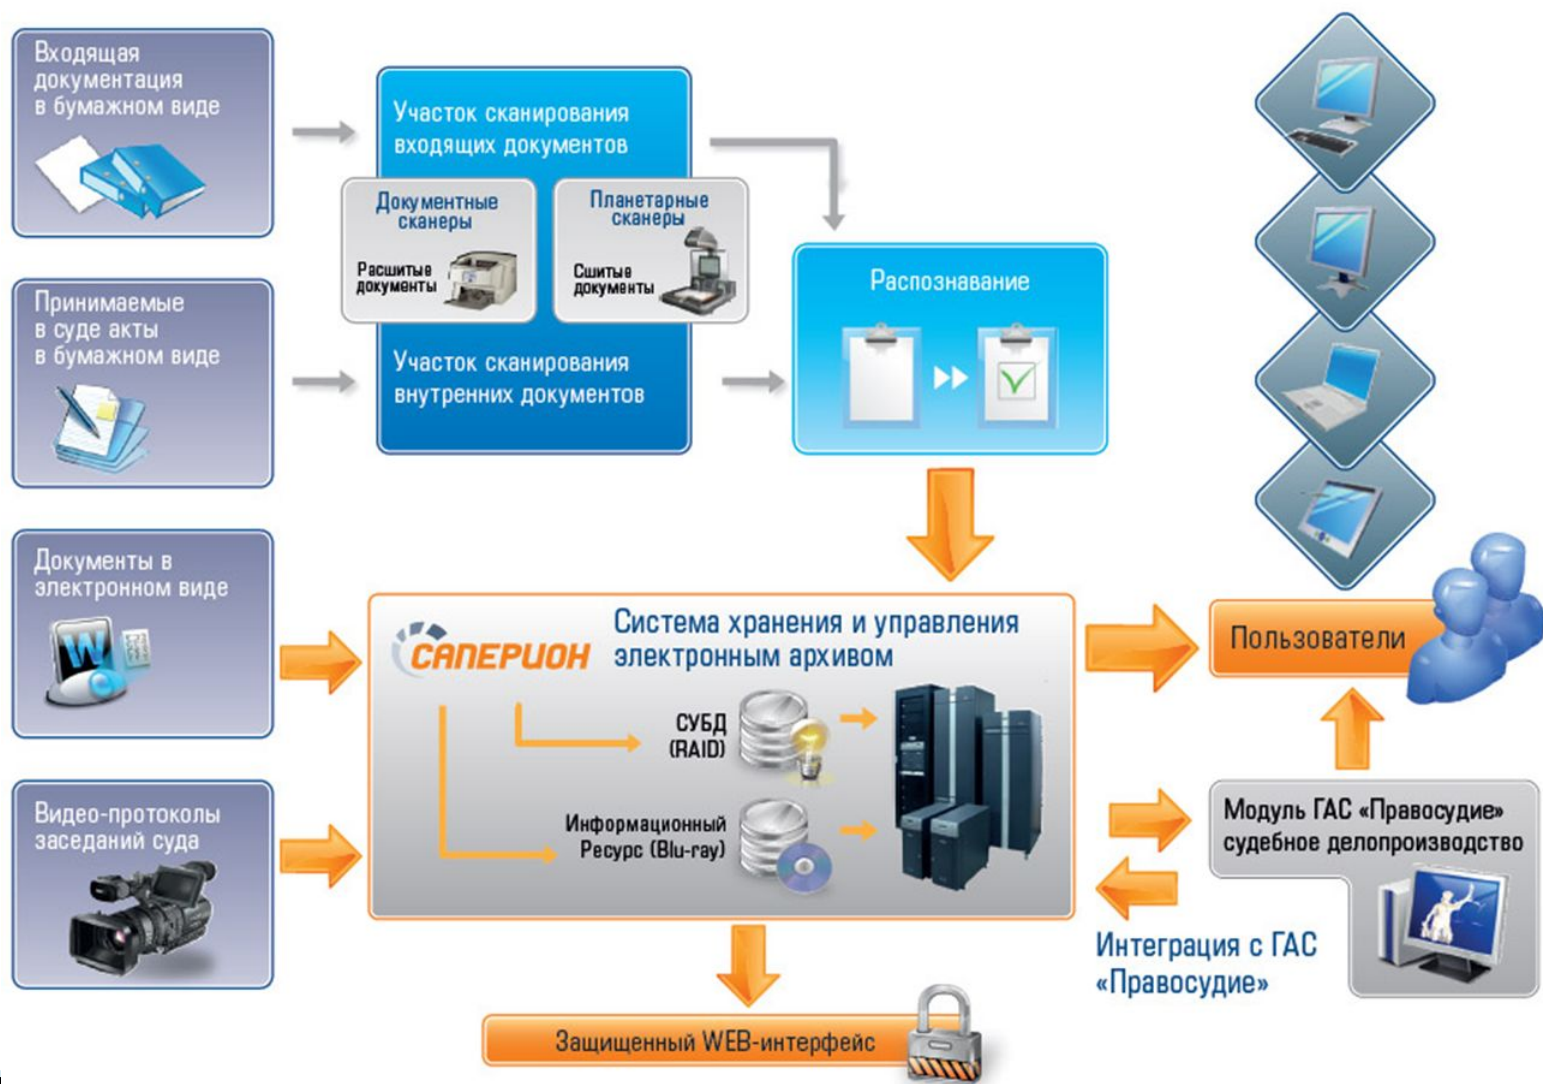 Входящая
документация
в бумажном виде
Участок сканирования
входящих документов
Документные
сканеры
Расшитые
документы
Планетарные
сканеры
Сшитые
документы
Участок сканирования
внутренних документов
Принимаемые
в суде акты
в бумажном виде
Распознавание
Документы в
электронном виде
W
САПЕРИОН
Система хранения и управления
электронным архивом
СУБД
(RAID)
Информационный
Ресурс (Blu-ray)
Пользователи
Видео-протоколы
заседаний суда
Модуль ГАС «Правосудие»
судебное делопроизводство
Интеграция с ГАС
«Правосудие»
Защищенный WEB-интерфейс